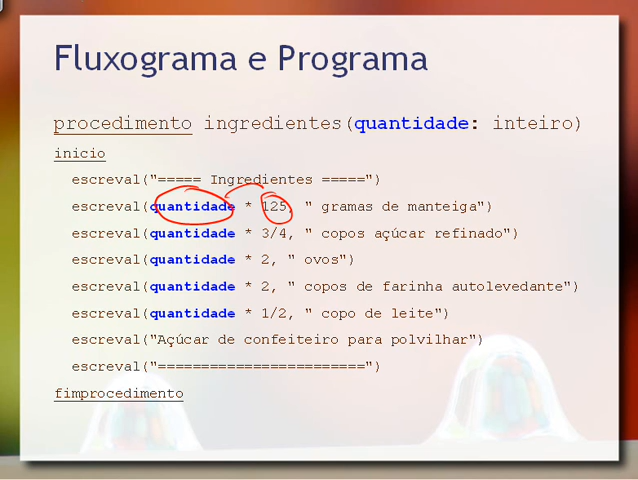 Fluxograma e Programa
procedimento ingredientes(quantidade: inteiro)
inicio
escreval("===== Ingredientes =====")
escreval(quantidade * 125, " gramas de manteiga")
escreval(quantidade * 3/4, " copos açúcar refinado")
escreval(quantidade * 2, " ovos")
escreval(quantidade * 2, " copos de farinha autolevedante")
escreval(quantidade * 1/2, " copo de leite")
escreval("Açúcar de confeiteiro para polvilhar")
escreval("========================")
fimprocedimento